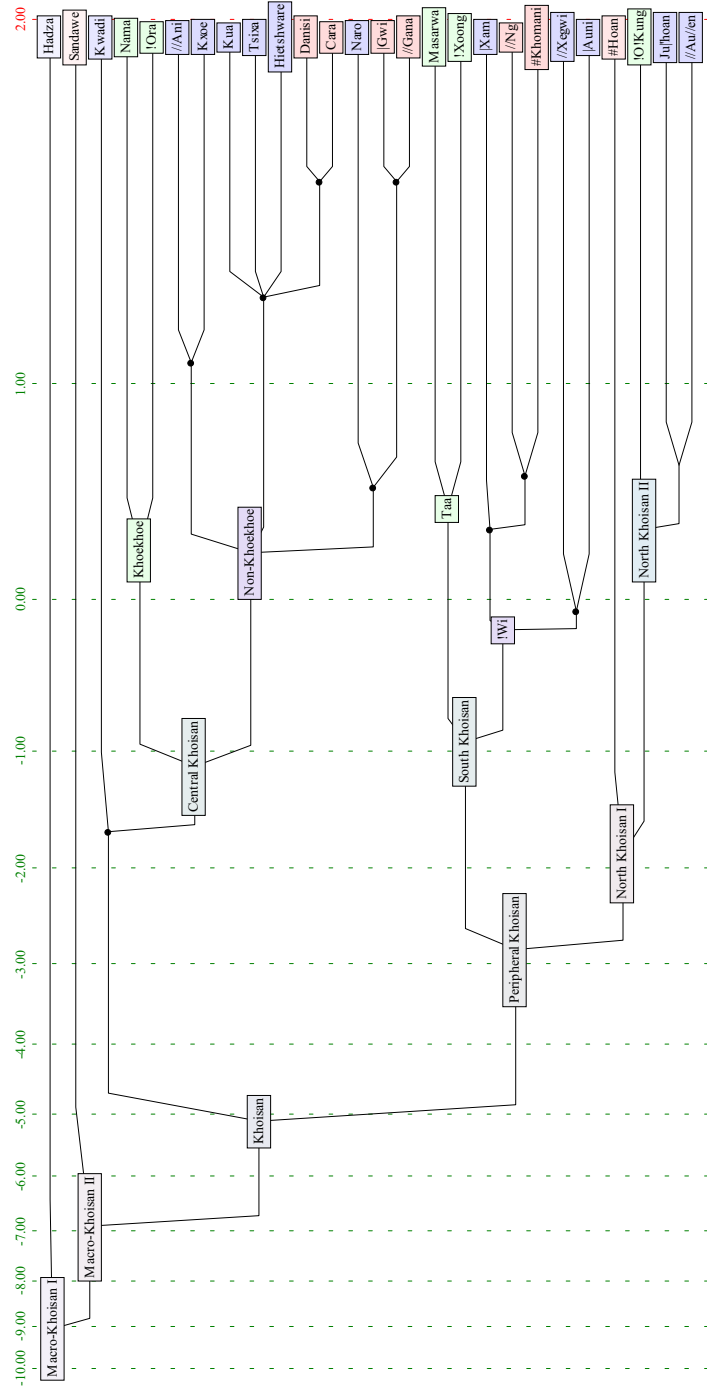 2.00
1.00
0.00
-1.00
-2.00
-3.00
-4.00
-5.00
-6.00
-7.00
-8.00
-9.00
-10.00
Hadza
Sandawe
Kwadi
Nama
!Ora
//Ani
Kxoe
Kua
Tsixa
Hietshware
Danisi
Cara
Naro
|Gwi
//Gana
Masarwa
!Xoong
|Xam
//Ng
#Khomani
//Xegwi
|Auni
#Hoan
!O!Kung
Ju|'hoan
//Au//en
Khoekhoe
Non-Khoekhoe
Taa
!Wi
North Khoisan II
Central Khoisan
South Khoisan
North Khoisan I
Peripheral Khoisan
Khoisan
Macro-Khoisan II
Macro-Khoisan I